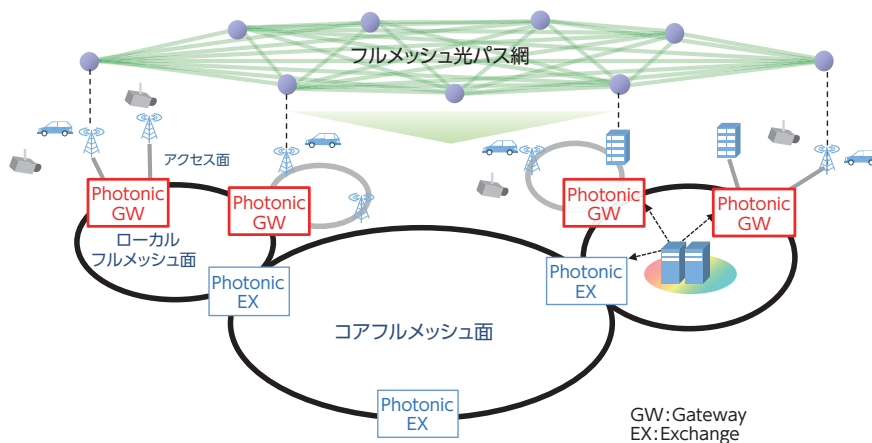 フルメッシュ光パス網
アクセス面
Photonic
GW
Photonic
GW
Photonic
GW
Photonic
GW
ローカル
フルメッシュ面
Photonic
EX
Photonic
EX
コアフルメッシュ面
Photonic
EX
GW:Gateway
EX:Exchange